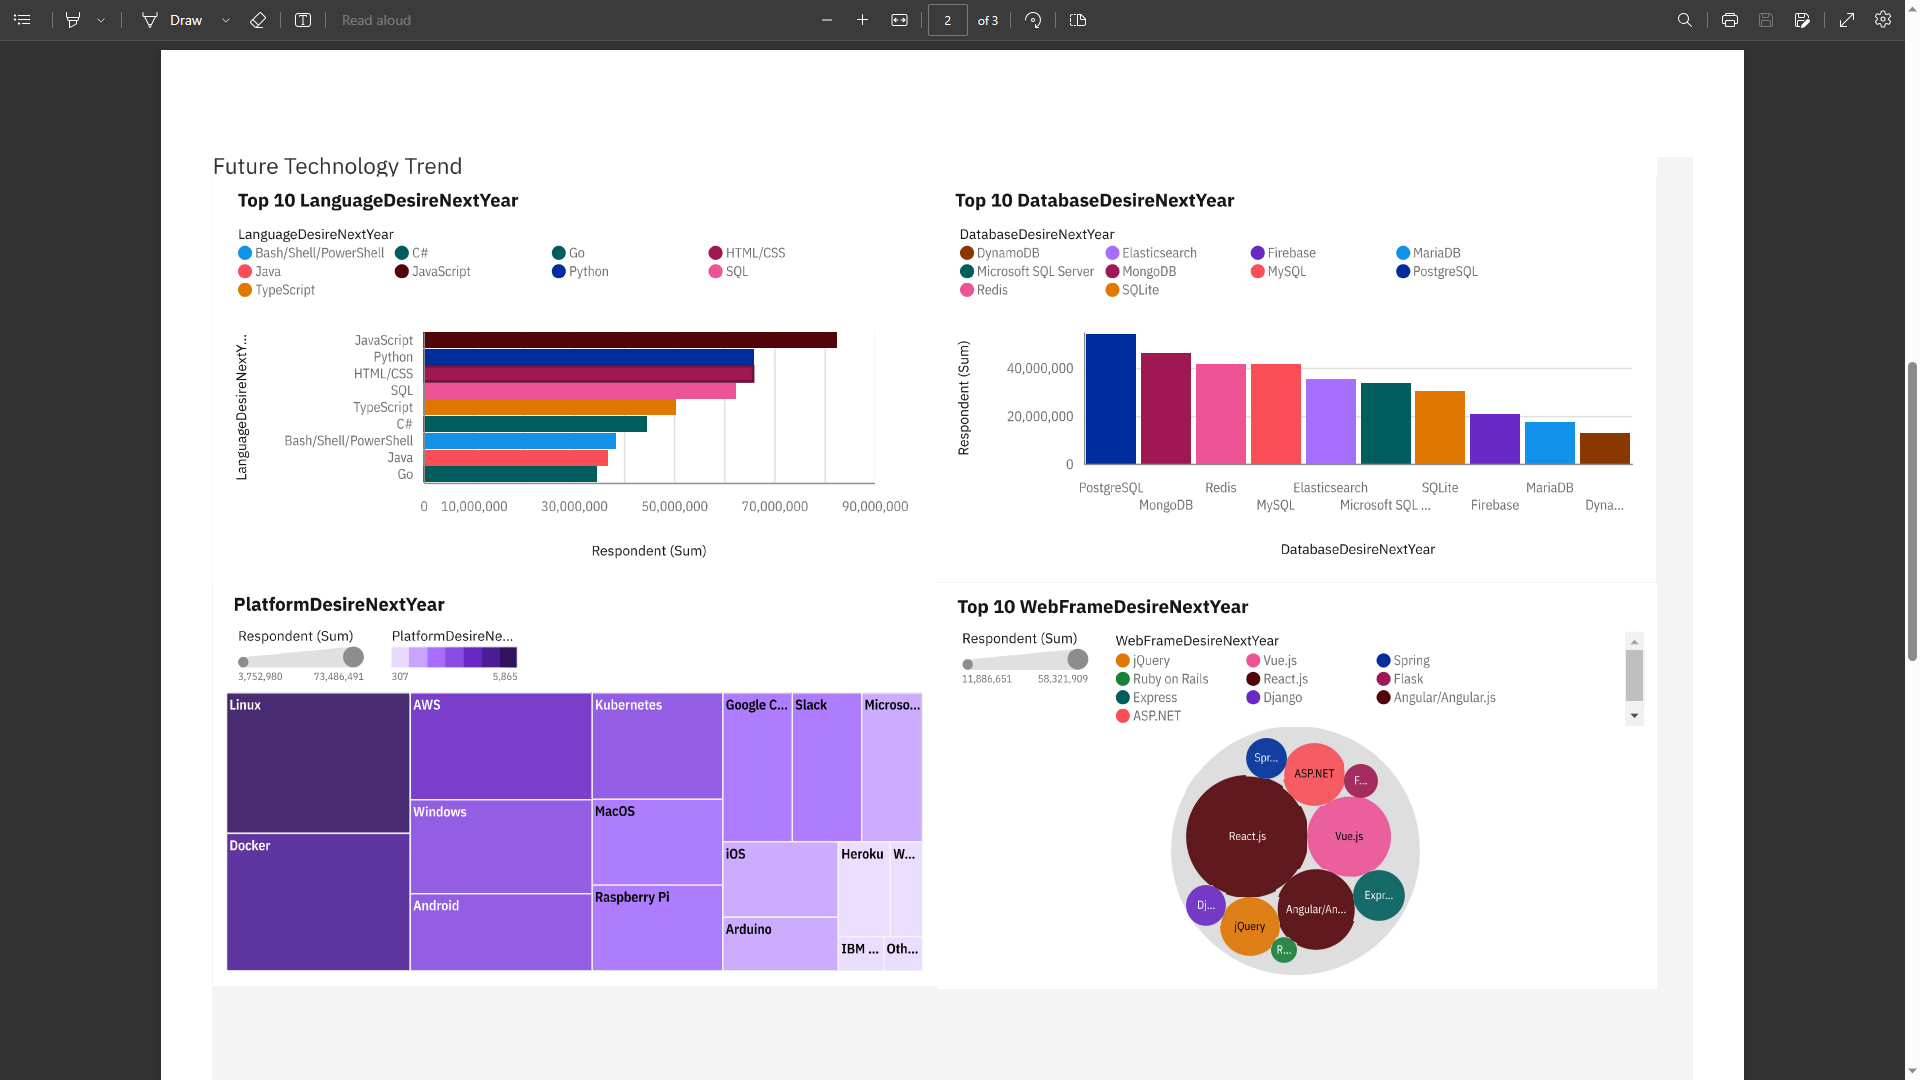 Draw
Read aloud
2
of 3
Future Technology Trend
Top 10 LanguageDesireNextYear
LanguageDesireNextYear
Bash/Shell/PowerShell C# Go HTML/CSS
Java JavaScript Python SQL
TypeScript
LanguageDesireNextY...
JavaScript
Python
HTML/CSS
SQL
TypeScript
C#
Bash/Shell/PowerShell
Java
Go
0 10,000,000 30,000,000 50,000,000 70,000,000 90,000,000
Respondent (Sum)
Top 10 DatabaseDesireNextYear
DatabaseDesireNextYear
DynamoDB Elasticsearch Firebase MariaDB
Microsoft SQL Server MongoDB MySQL PostgreSQL
Redis SQLite
Respondent (Sum)
40,000,000
20,000,000
0
PostgreSQL Redis Elasticsearch SQLite MariaDB
MongoDB MySQL Microsoft SQL ... Firebase Dyna...
DatabaseDesireNextYear
PlatformDesireNextYear
Respondent (Sum) PlatformDesireNe...
3,752,980 73,486,491 307 5,865
Linux AWS Kubernetes Google C... Slack Microso...
Windows MacOS
Docker iOS Heroku W...
Android Raspberry Pi
Arduino
IBM ... Oth...
Top 10 WebFrameDesireNextYear
Respondent (Sum)
11,886,651 58,321,909
WebFrameDesireNextYear
jQuery Vue.js Spring
Ruby on Rails React.js Flask
Express Django Angular/Angular.js
ASP.NET
Spr...
ASP.NET
F...
React.js
Vue.js
Expr...
Dj...
Angular/An...
jQuery
R...